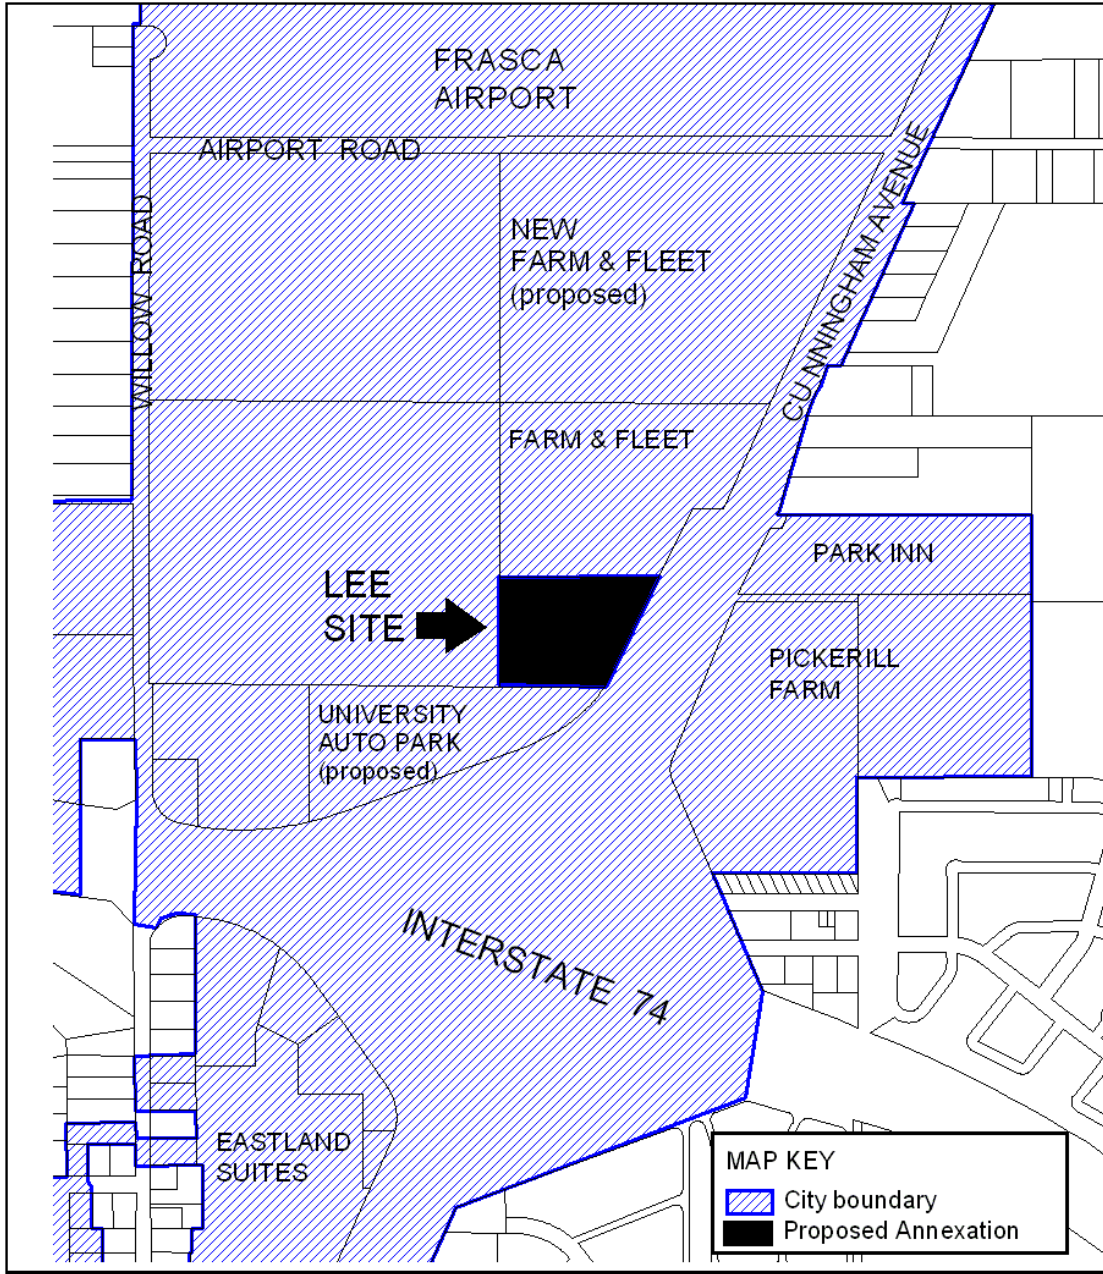 FRASCA
AIRPORT
AIRPORT ROAD
WILLOW ROAD
NEW
FARM & FLEET
(proposed)
CUNNINGHAM AVENUE
FARM & FLEET
PARK INN
LEE
SITE
PICKERILL
FARM
UNIVERSITY
AUTO PARK
(proposed)
INTERSTATE 74
EASTLAND
SUITES
MAP KEY
City boundary
Proposed Annexation